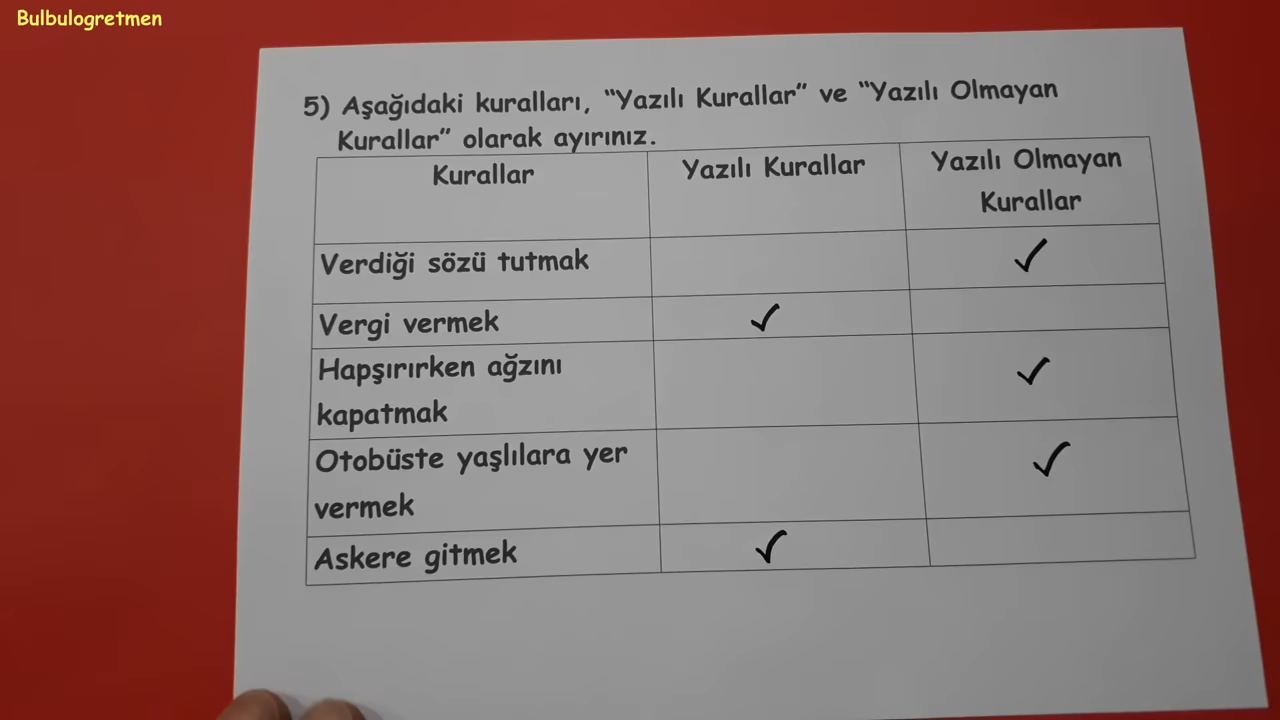 Bulbulogretmen
5) Aşağıdaki kuralları, “Yazılı Kurallar” ve “Yazılı Olmayan
Kurallar” olarak ayırınız.
Kurallar
Yazılı Kurallar
Yazılı Olmayan
Kurallar
Verdiği sözü tutmak
✓
Vergi vermek
✓
Hapşırırken ağzını
kapatmak
✓
Otobüste yaşlılara yer
vermek
✓
Askere gitmek
✓